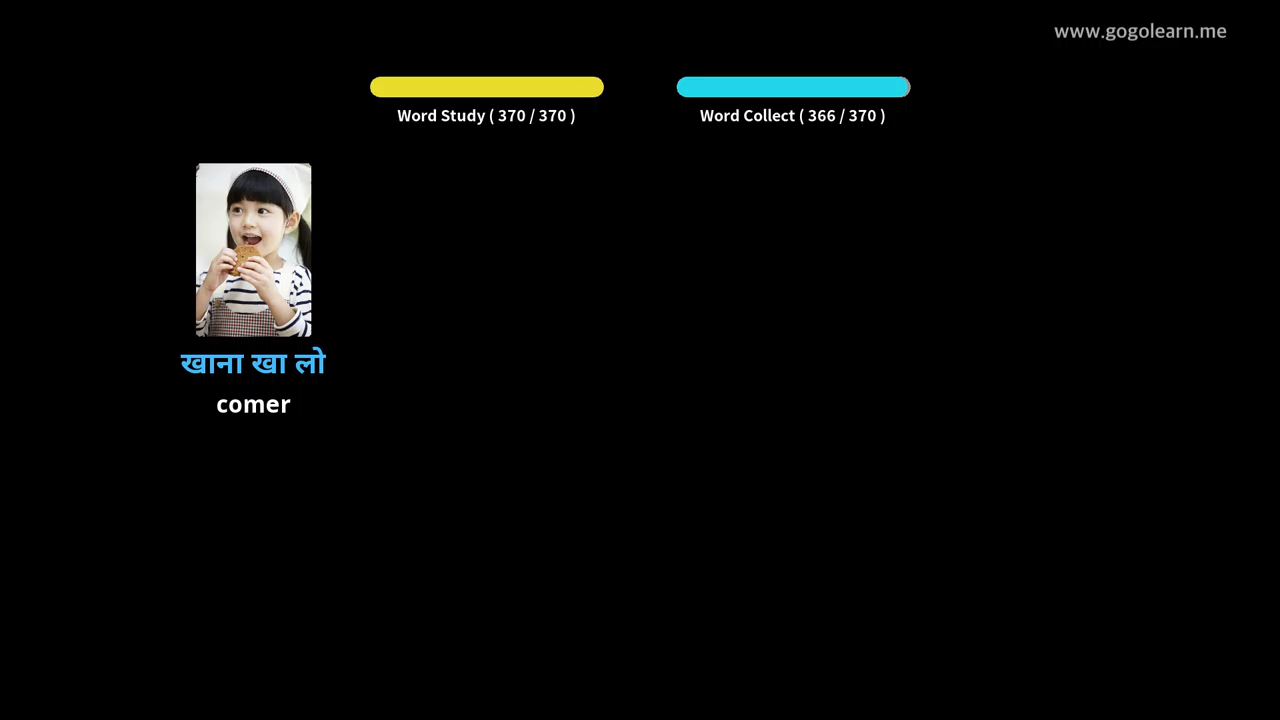 www.gogolearn.me
Word Study ( 370 / 370 )
Word Collect ( 366 / 370 )
खाना खा लो
comer